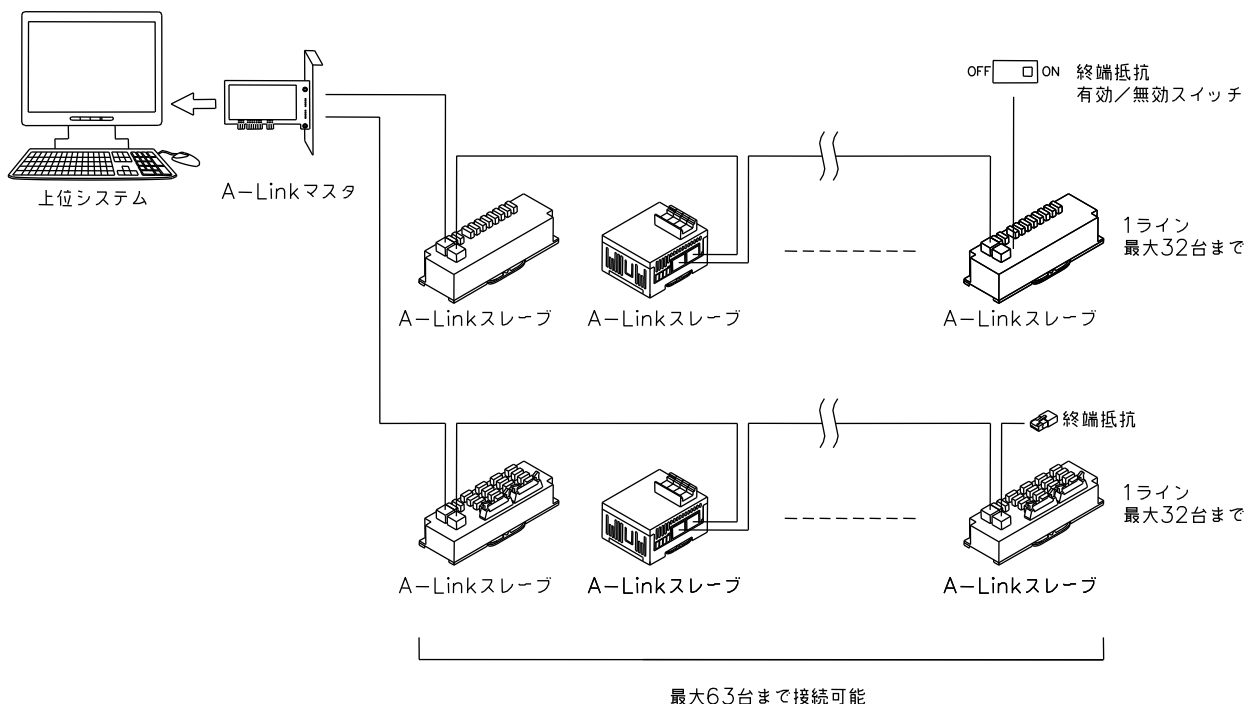 上位システム
A-Linkマスタ
OFF ON 終端抵抗
有効／無効スイッチ
1ライン
最大32台まで
A-Linkスレーブ A-Linkスレーブ A-Linkスレーブ
終端抵抗
1ライン
最大32台まで
A-Linkスレーブ A-Linkスレーブ A-Linkスレーブ
最大63台まで接続可能